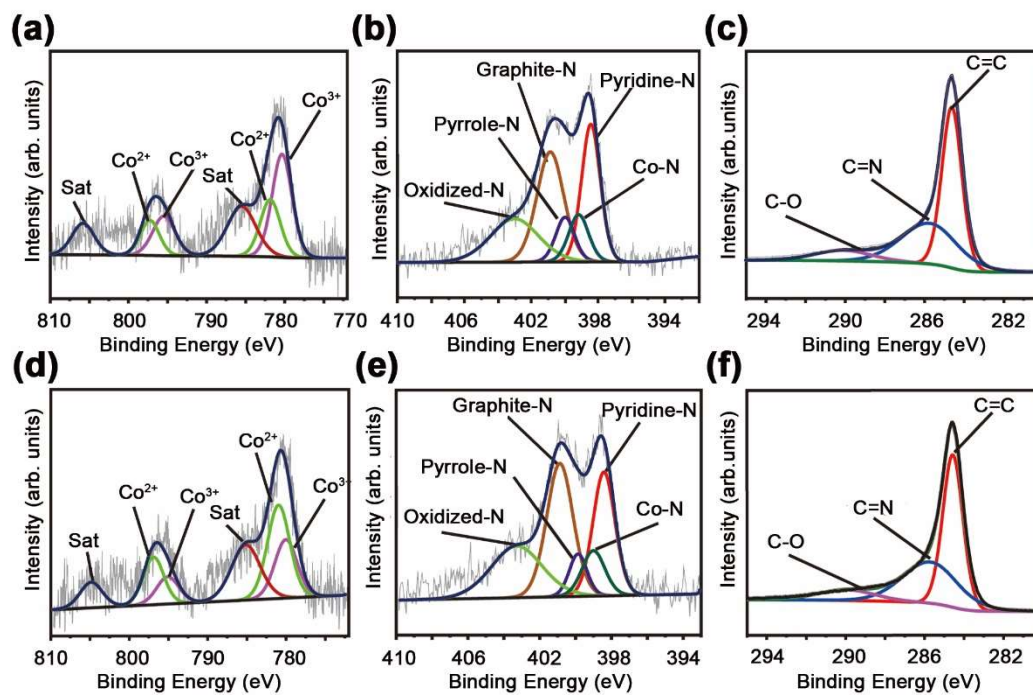 (a)
Intensity (arb. units)
Sat
Co²⁺
Co³⁺
Sat
Co²⁺
Co³⁺
810 800 790 780 770
Binding Energy (eV)
(b)
Intensity (arb. units)
Graphite-N
Pyridine-N
Pyrrole-N
Oxidized-N
Co-N
410 406 402 398 394
Binding Energy (eV)
(c)
Intensity (arb. units)
C=C
C=N
C-O
294 290 286 282
Binding Energy (eV)
(d)
Intensity (arb. units)
Sat
Co²⁺
Co³⁺
Sat
Co²⁺
Co³⁻
810 800 790 780
Binding Energy (eV)
(e)
Intensity (arb. units)
Graphite-N
Pyridine-N
Pyrrole-N
Oxidized-N
Co-N
410 406 402 398 394
Binding Energy (eV)
(f)
Intensity (arb.units)
C=C
C=N
C-O
294 290 286 282
Binding Energy (eV)